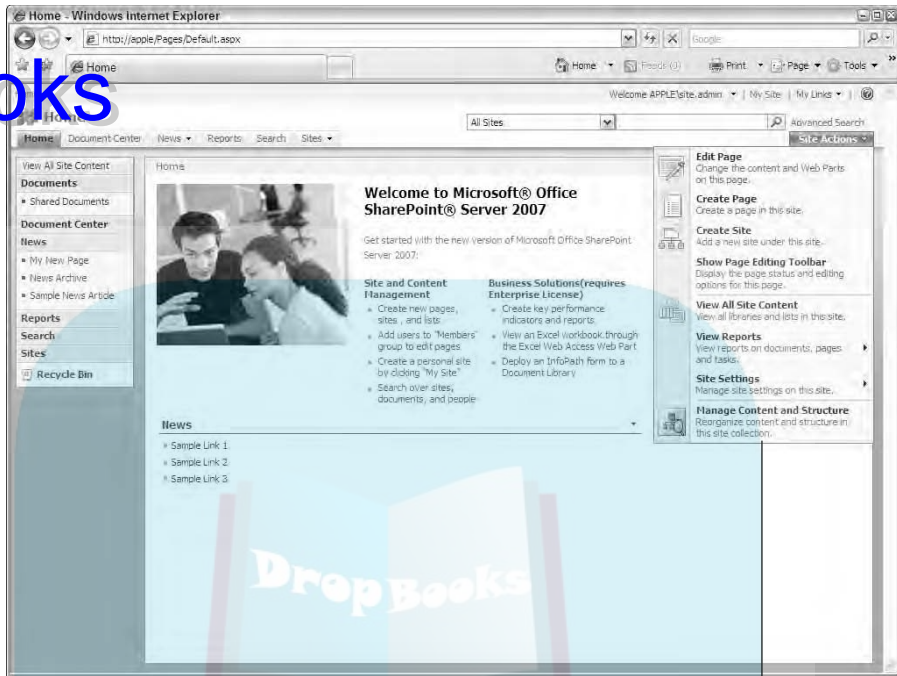 Home - Windows Internet Explorer
http://apple/Pages/Default.aspx
Google
Home
Home Feeds (0) Print Page Tools »
oks
Welcome APPLE\site.admin | My Site | My Links
Home
All Sites
Advanced Search
Home Document Center News Reports Search Sites
Site Actions
View All Site Content
Documents
Shared Documents
Document Center
News
My New Page
News Archive
Sample News Article
Reports
Search
Sites
Recycle Bin
Home
Welcome to Microsoft® Office
SharePoint® Server 2007
Get started with the new version of Microsoft Office SharePoint
Server 2007:
Site and Content
Management
Create new pages,
sites , and lists
Add users to "Members"
group to edit pages
Create a personal site
by clicking "My Site"
Search over sites,
documents, and people
Business Solutions(requires
Enterprise License)
Create key performance
indicators and reports
View an Excel workbook through
the Excel Web Access Web Part
Deploy an InfoPath form to a
Document Library
News
Sample Link 1
Sample Link 2
Sample Link 3
Edit Page
Change the content and Web Parts
on this page.
Create Page
Create a page in this site.
Create Site
Add a new site under this site.
Show Page Editing Toolbar
Display the page status and editing
options for this page.
View All Site Content
View all libraries and lists in this site.
View Reports
View reports on documents, pages
and tasks.
Site Settings
Manage site settings on this site.
Manage Content and Structure
Reorganize content and structure in
this site collection.
DropBooks